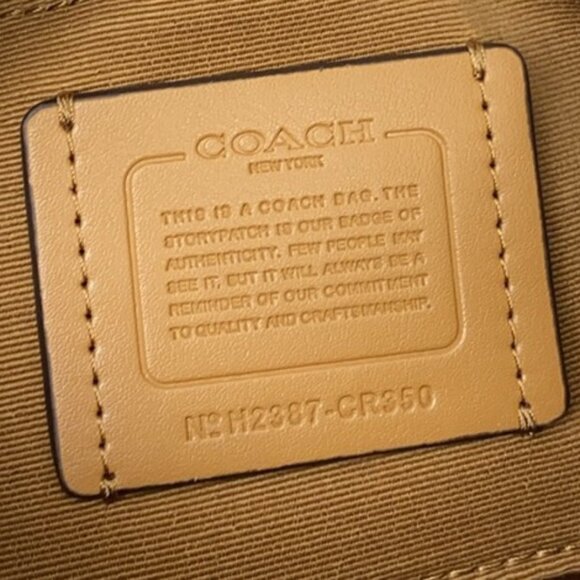 COACH
NEW YORK
THIS IS A COACH BAG. THE
STORYPATCH IS OUR BADGE OF
AUTHENTICITY. FEW PEOPLE MAY
SEE IT, BUT IT WILL ALWAYS BE A
REMINDER OF OUR COMMITMENT
TO QUALITY AND CRAFTSMANSHIP.
Nº H2387-CR350